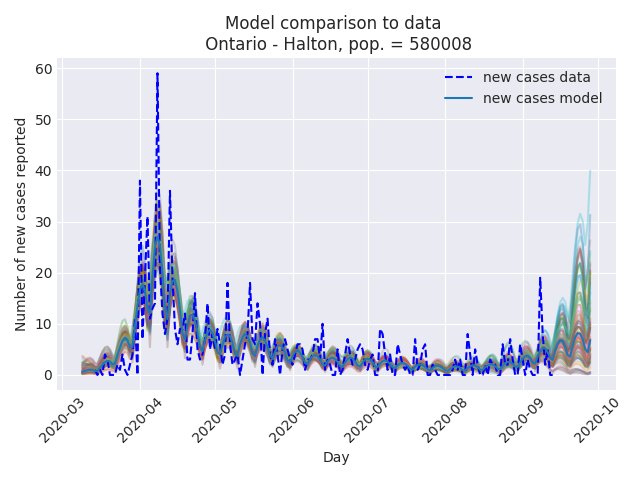 Model comparison to data
Ontario - Halton, pop. = 580008
new cases data
new cases model
Number of new cases reported
60
50
40
30
20
10
0
2020-03
2020-04
2020-05
2020-06
2020-07
2020-08
2020-09
2020-10
Day